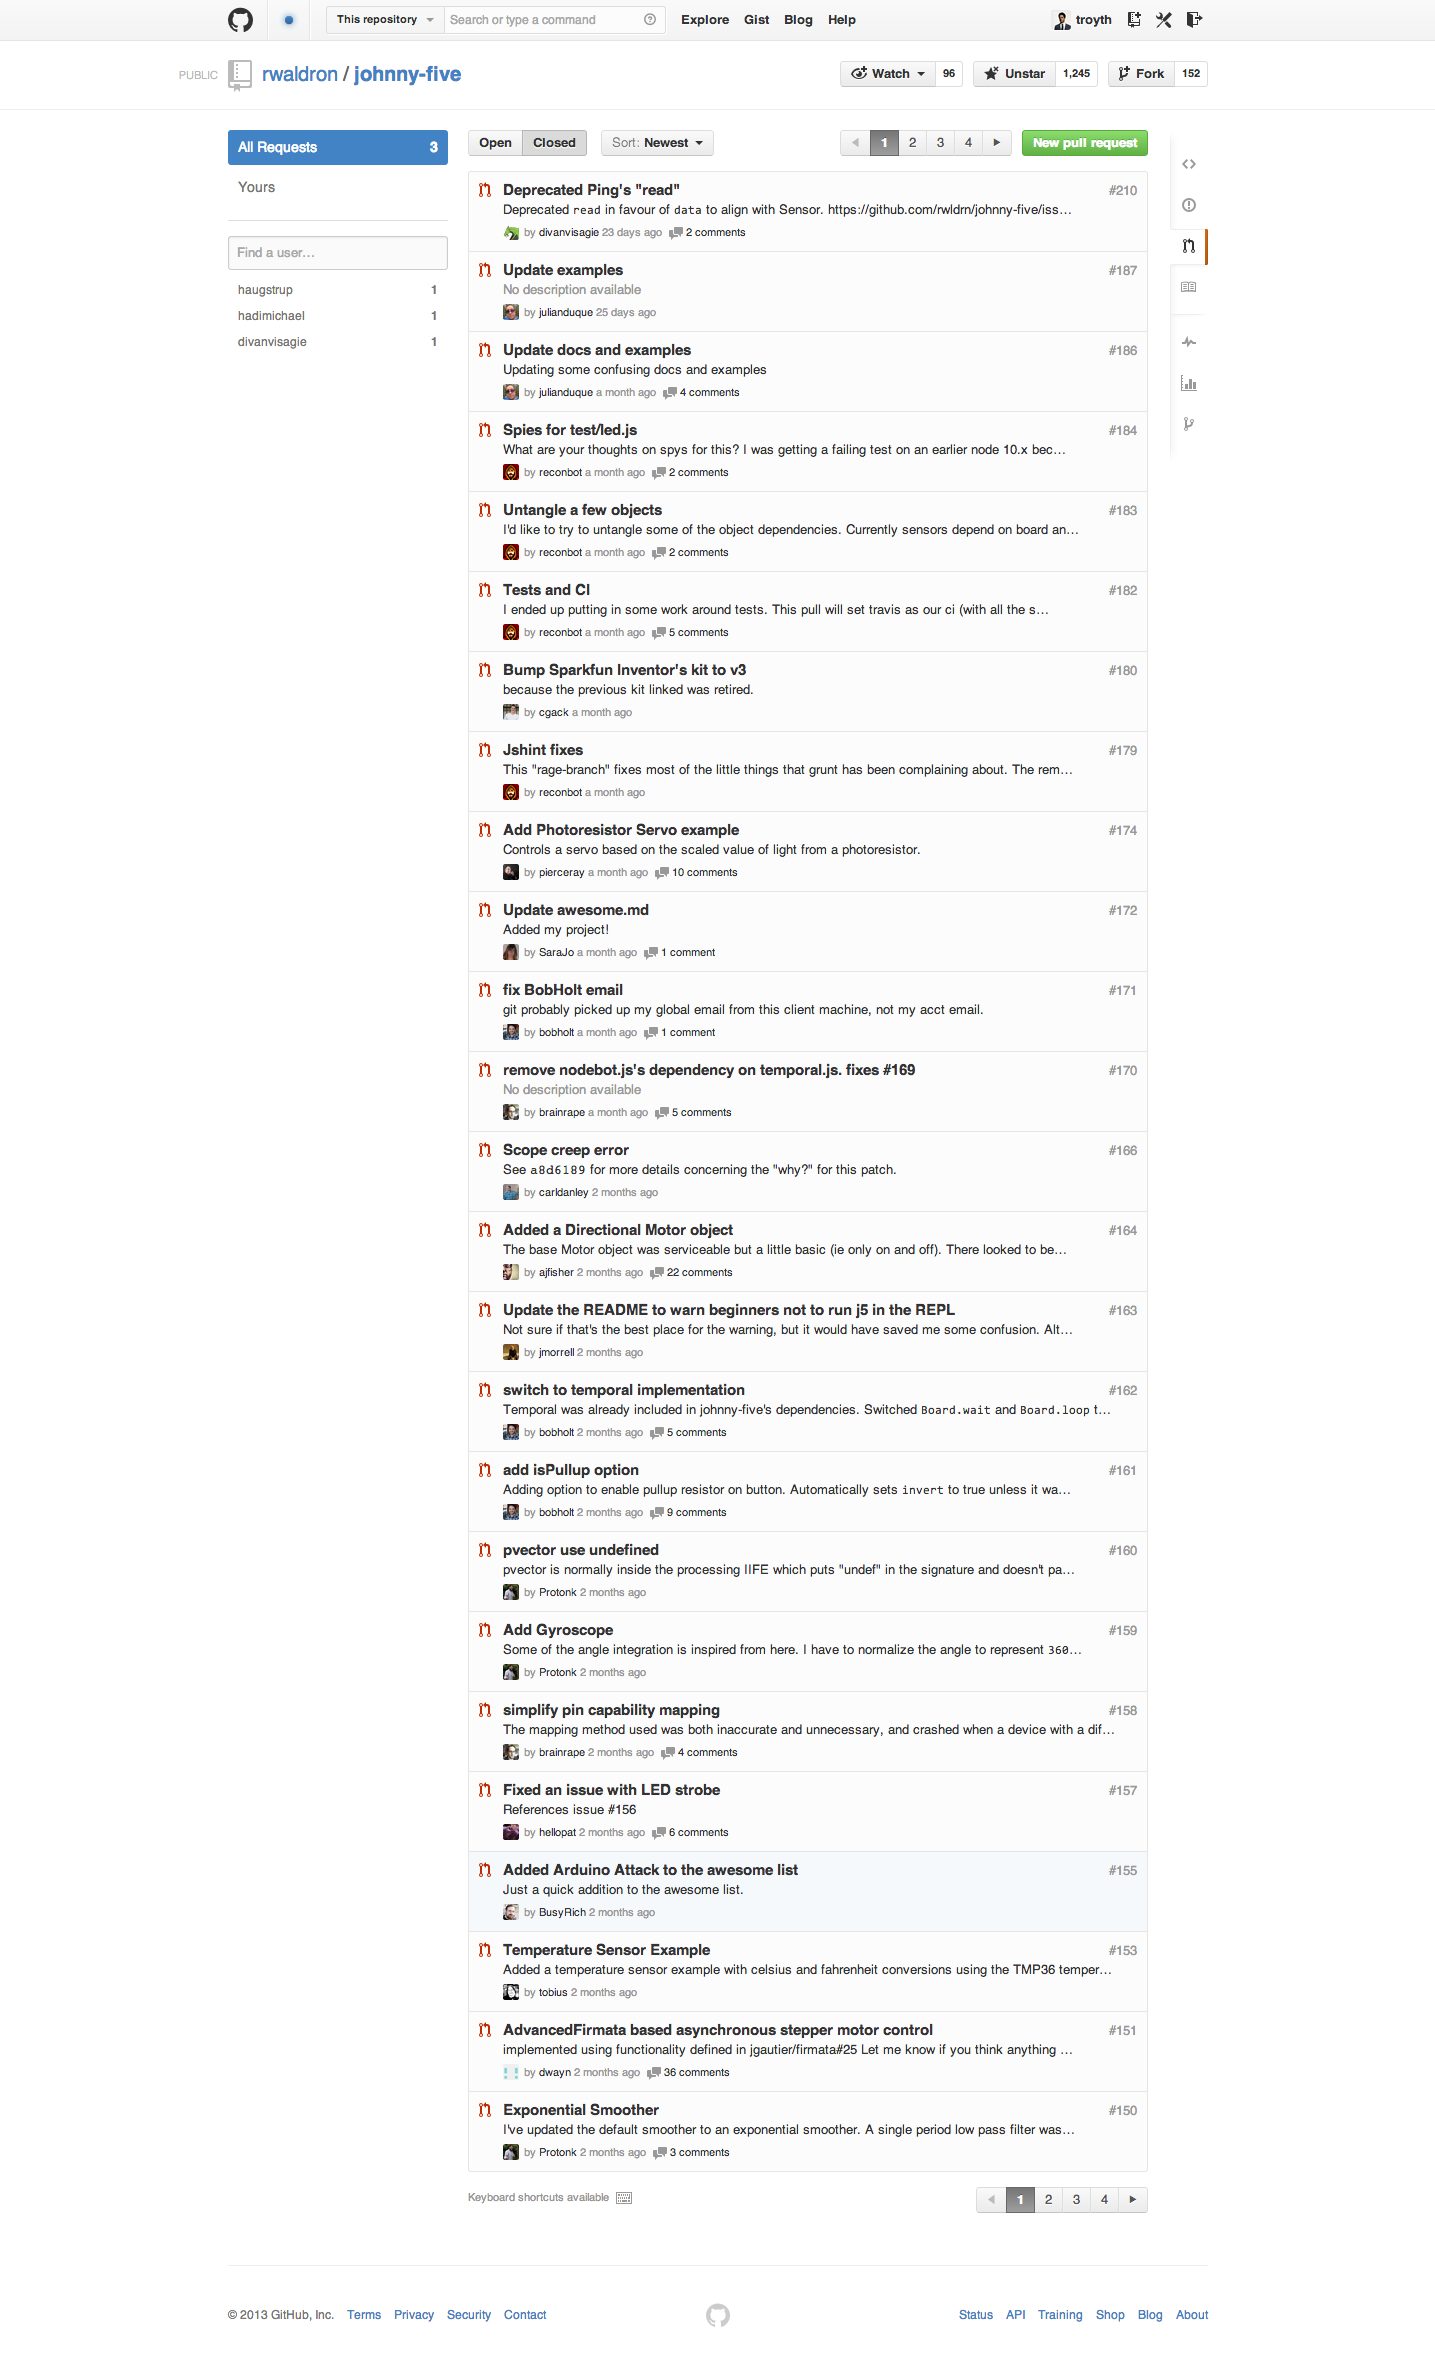 This repository Search or type a command Explore Gist Blog Help troyth
PUBLIC rwaldron / johnny-five Watch 96 Unstar 1,245 Fork 152
All Requests 3
Yours
Find a user...
haugstrup 1
hadimichael 1
divanvisagie 1
Open Closed Sort: Newest 1 2 3 4 New pull request
Deprecated Ping's "read" #210
Deprecated read in favour of data to align with Sensor. https://github.com/rwldrn/johnny-five/iss...
by divanvisagie 23 days ago 2 comments
Update examples #187
No description available
by julianduque 25 days ago
Update docs and examples #186
Updating some confusing docs and examples
by julianduque a month ago 4 comments
Spies for test/led.js #184
What are your thoughts on spys for this? I was getting a failing test on an earlier node 10.x bec...
by reconbot a month ago 2 comments
Untangle a few objects #183
I'd like to try to untangle some of the object dependencies. Currently sensors depend on board an...
by reconbot a month ago 2 comments
Tests and CI #182
I ended up putting in some work around tests. This pull will set travis as our ci (with all the s...
by reconbot a month ago 5 comments
Bump Sparkfun Inventor's kit to v3 #180
because the previous kit linked was retired.
by cgack a month ago
Jshint fixes #179
This "rage-branch" fixes most of the little things that grunt has been complaining about. The rem...
by reconbot a month ago
Add Photoresistor Servo example #174
Controls a servo based on the scaled value of light from a photoresistor.
by pierceray a month ago 10 comments
Update awesome.md #172
Added my project!
by SaraJo a month ago 1 comment
fix BobHolt email #171
git probably picked up my global email from this client machine, not my acct email.
by bobholt a month ago 1 comment
remove nodebot.js's dependency on temporal.js. fixes #169 #170
No description available
by brainrape a month ago 5 comments
Scope creep error #166
See a8d6189 for more details concerning the "why?" for this patch.
by carldanley 2 months ago
Added a Directional Motor object #164
The base Motor object was serviceable but a little basic (ie only on and off). There looked to be...
by ajfisher 2 months ago 22 comments
Update the README to warn beginners not to run j5 in the REPL #163
Not sure if that's the best place for the warning, but it would have saved me some confusion. Alt...
by jmorrell 2 months ago
switch to temporal implementation #162
Temporal was already included in johnny-five's dependencies. Switched Board.wait and Board.loop t...
by bobholt 2 months ago 5 comments
add isPullup option #161
Adding option to enable pullup resistor on button. Automatically sets invert to true unless it wa...
by bobholt 2 months ago 9 comments
pvector use undefined #160
pvector is normally inside the processing IIFE which puts "undef" in the signature and doesn't pa...
by Protonk 2 months ago
Add Gyroscope #159
Some of the angle integration is inspired from here. I have to normalize the angle to represent 360...
by Protonk 2 months ago
simplify pin capability mapping #158
The mapping method used was both inaccurate and unnecessary, and crashed when a device with a dif...
by brainrape 2 months ago 4 comments
Fixed an issue with LED strobe #157
References issue #156
by hellopat 2 months ago 6 comments
Added Arduino Attack to the awesome list #155
Just a quick addition to the awesome list.
by BusyRich 2 months ago
Temperature Sensor Example #153
Added a temperature sensor example with celsius and fahrenheit conversions using the TMP36 temper...
by tobius 2 months ago
AdvancedFirmata based asynchronous stepper motor control #151
implemented using functionality defined in jgautier/firmata#25 Let me know if you think anything ...
by dwayn 2 months ago 36 comments
Exponential Smoother #150
I've updated the default smoother to an exponential smoother. A single period low pass filter was...
by Protonk 2 months ago 3 comments
Keyboard shortcuts available 1 2 3 4
© 2013 GitHub, Inc. Terms Privacy Security Contact Status API Training Shop Blog About